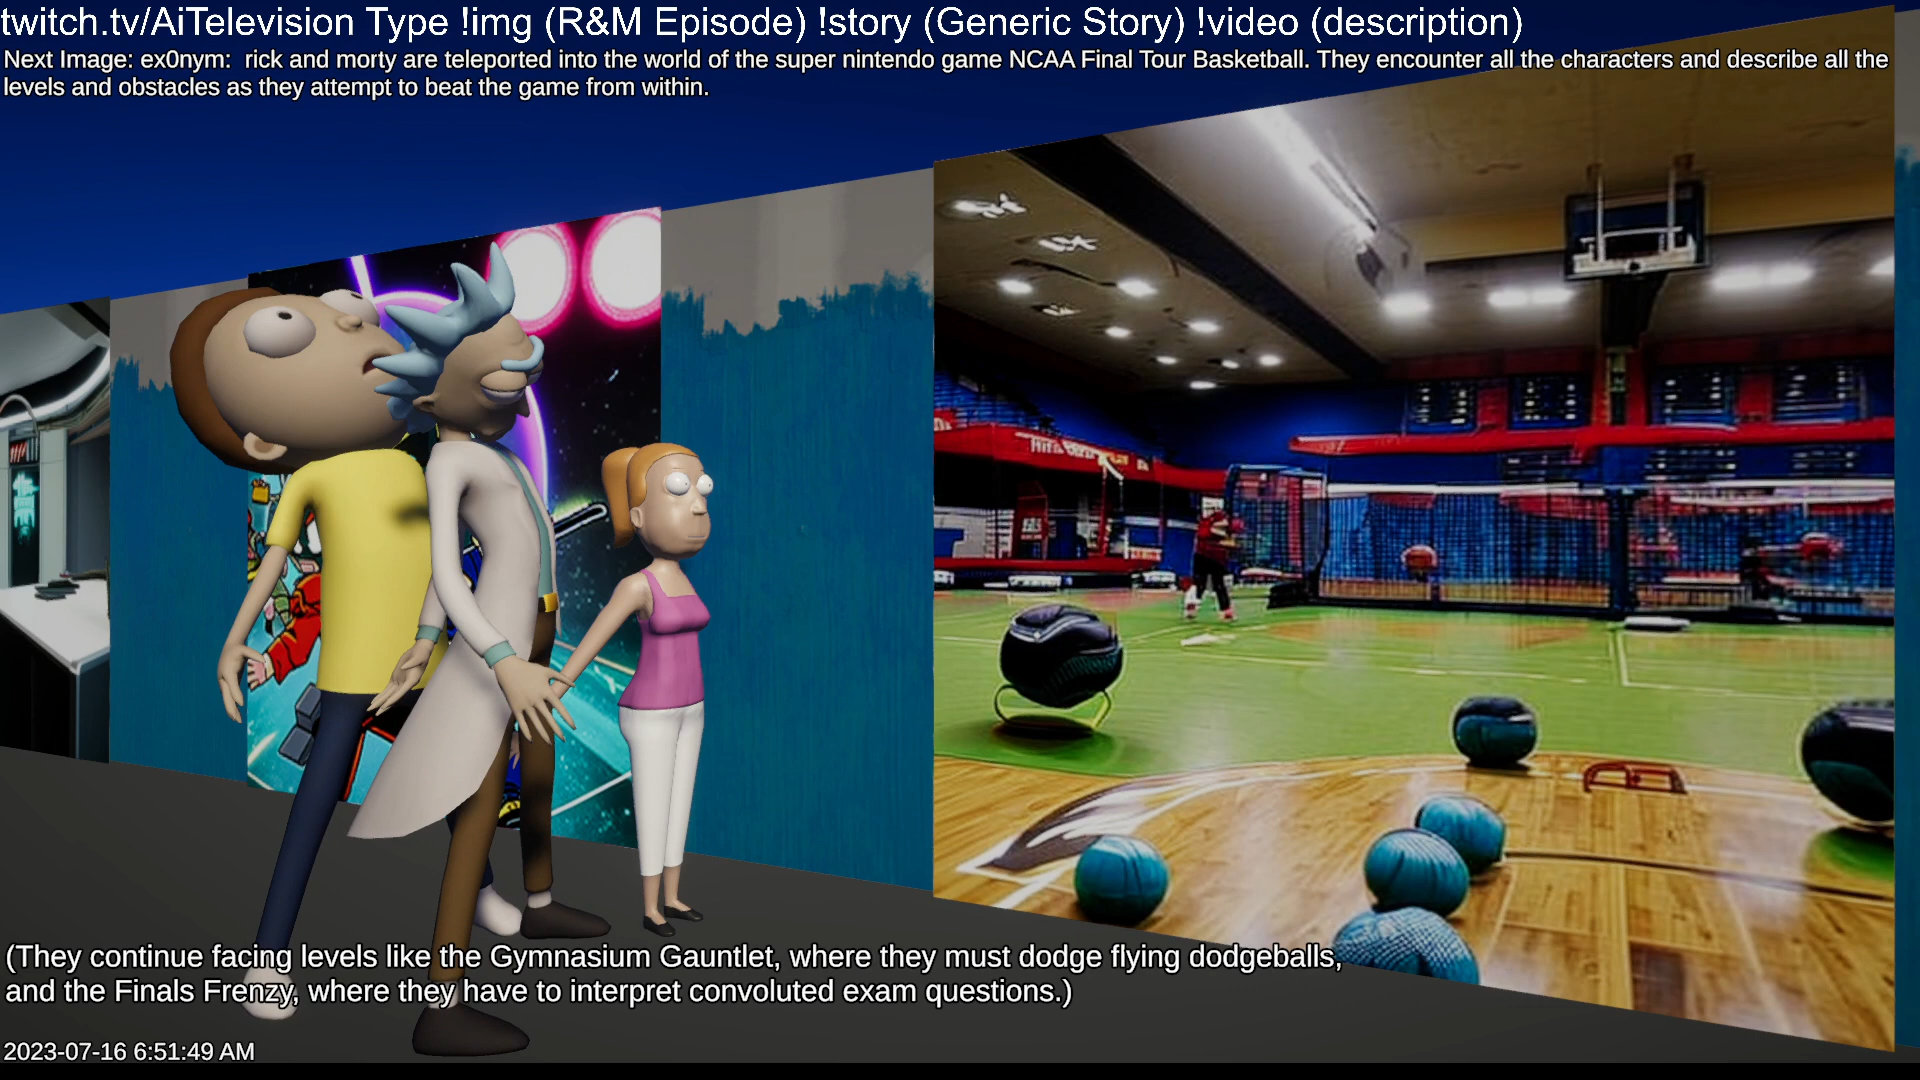 twitch.tv/AiTelevision Type !img (R&M Episode) !story (Generic Story) !video (description)
Next Image: ex0nym:  rick and morty are teleported into the world of the super nintendo game NCAA Final Tour Basketball. They encounter all the characters and describe all the
levels and obstacles as they attempt to beat the game from within.
(They continue facing levels like the Gymnasium Gauntlet, where they must dodge flying dodgeballs,
and the Finals Frenzy, where they have to interpret convoluted exam questions.)
2023-07-16 6:51:49 AM